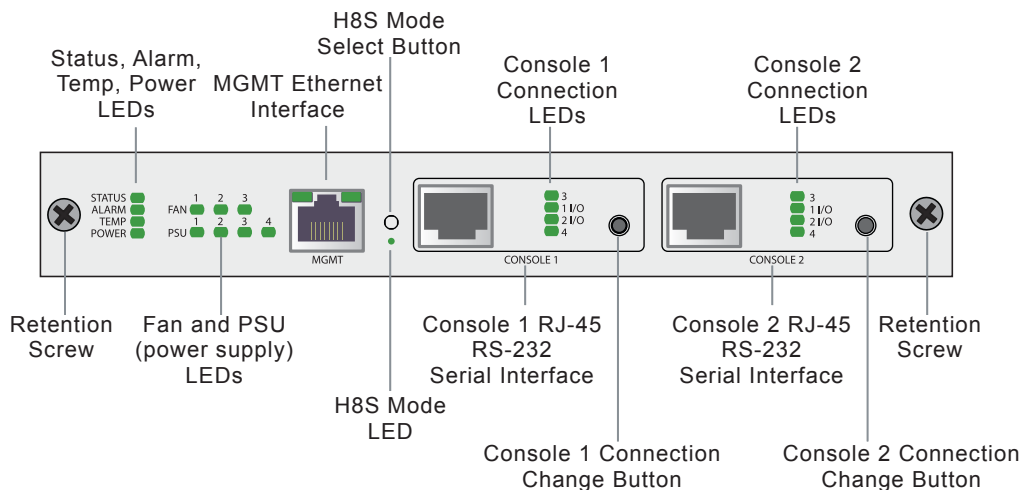 H8S Mode
Select Button
Status, Alarm,
Temp, Power
LEDs
MGMT Ethernet
Interface
Console 1
Connection
LEDs
Console 2
Connection
LEDs
STATUS
ALARM
TEMP
POWER
1 2 3
FAN
1 2 3 4
PSU
MGMT
3
1 I/O
2 I/O
4
CONSOLE 1
3
1 I/O
2 I/O
4
CONSOLE 2
Retention
Screw
Fan and PSU
(power supply)
LEDs
H8S Mode
LED
Console 1 RJ-45
RS-232
Serial Interface
Console 2 RJ-45
RS-232
Serial Interface
Retention
Screw
Console 1 Connection
Change Button
Console 2 Connection
Change Button